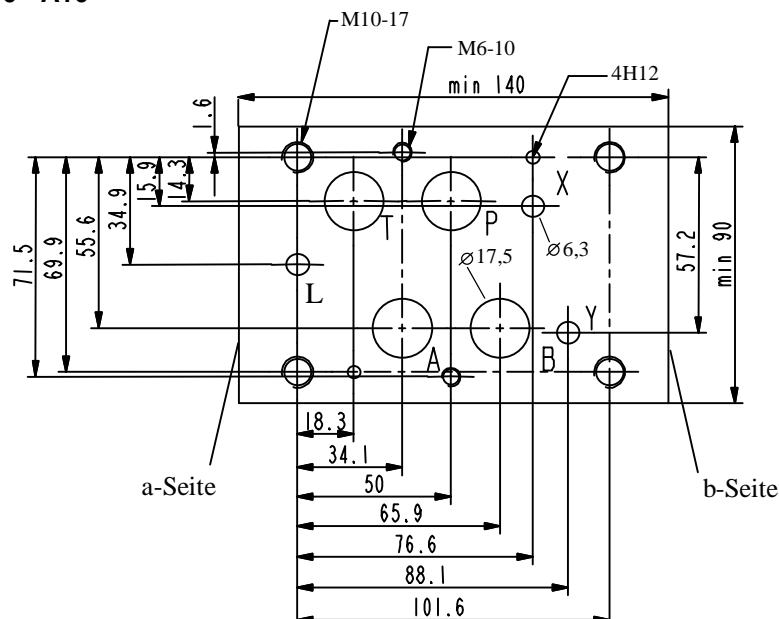 M10-17
M6-10
4H12
min 140
1.6
14.3
15.9
34.9
55.6
69.9
71.5
X
T
P
⌀6,3
⌀17,5
57.2
min 90
L
Y
A
B
18.3
34.1
50
65.9
76.6
88.1
101.6
a-Seite
b-Seite